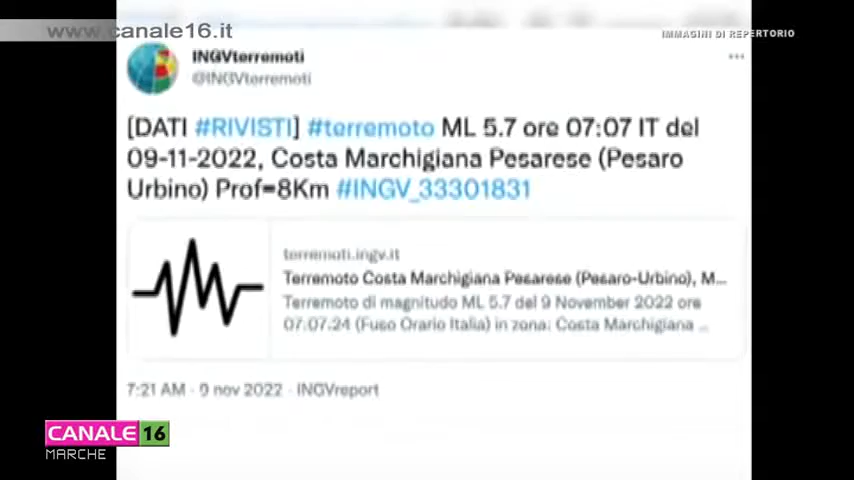 www.canale16.it
IMMAGINI DI REPERTORIO
INGVterremoti
@INGVterremoti
[DATI #RIVISTI] #terremoto ML 5.7 ore 07:07 IT del
09-11-2022, Costa Marchigiana Pesarese (Pesaro
Urbino) Prof=8Km #INGV_33301831
terremoti.ingv.it
Terremoto Costa Marchigiana Pesarese (Pesaro-Urbino), M...
Terremoto di magnitudo ML 5.7 del 9 November 2022 ore
07:07:24 (Fuso Orario Italia) in zona: Costa Marchigiana ...
7:21 AM · 9 nov 2022 · INGVreport
CANALE 16
MARCHE